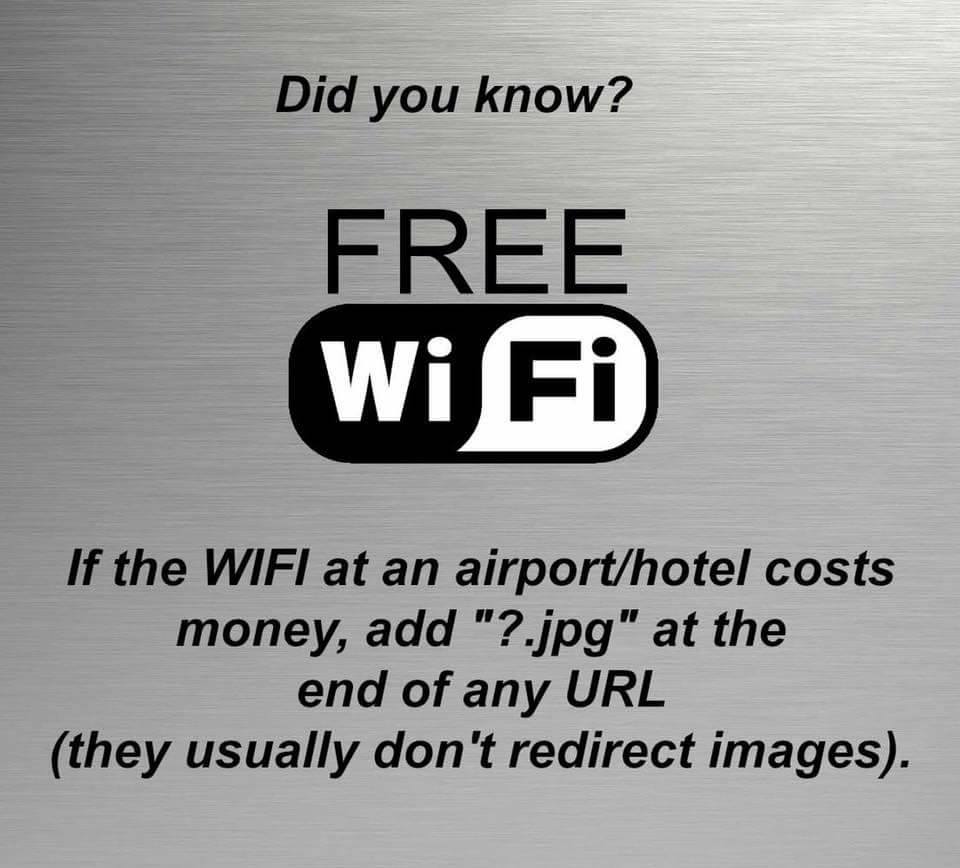 Did you know?
FREE
Wi Fi
If the WIFI at an airport/hotel costs
money, add "?.jpg" at the
end of any URL
(they usually don't redirect images).